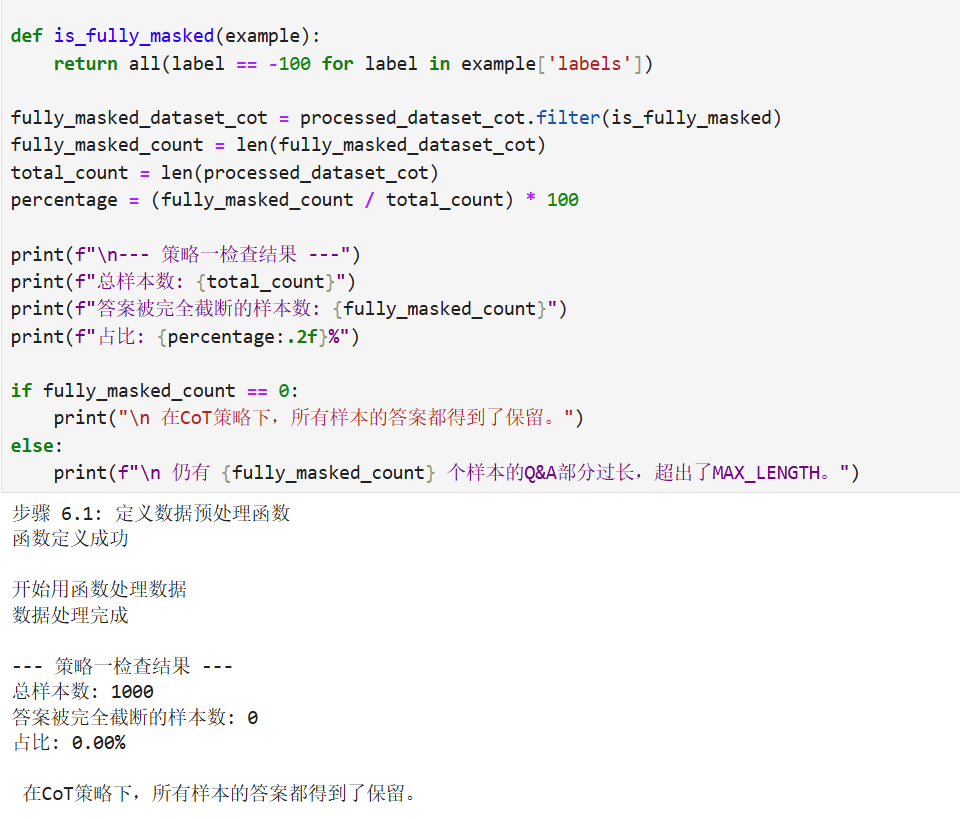 def is_fully_masked(example):
    return all(label == -100 for label in example['labels'])
fully_masked_dataset_cot = processed_dataset_cot.filter(is_fully_masked)
fully_masked_count = len(fully_masked_dataset_cot)
total_count = len(processed_dataset_cot)
percentage = (fully_masked_count / total_count) * 100
print(f"\n--- 策略一检查结果 ---")
print(f"总样本数: {total_count}")
print(f"答案被完全截断的样本数: {fully_masked_count}")
print(f"占比: {percentage:.2f}%")
if fully_masked_count == 0:
    print("\n 在CoT策略下，所有样本的答案都得到了保留。")
else:
    print(f"\n 仍有 {fully_masked_count} 个样本的Q&A部分过长，超出了MAX_LENGTH。")
步骤 6.1: 定义数据预处理函数
函数定义成功
开始用函数处理数据
数据处理完成
--- 策略一检查结果 ---
总样本数: 1000
答案被完全截断的样本数: 0
占比: 0.00%
 在CoT策略下，所有样本的答案都得到了保留。